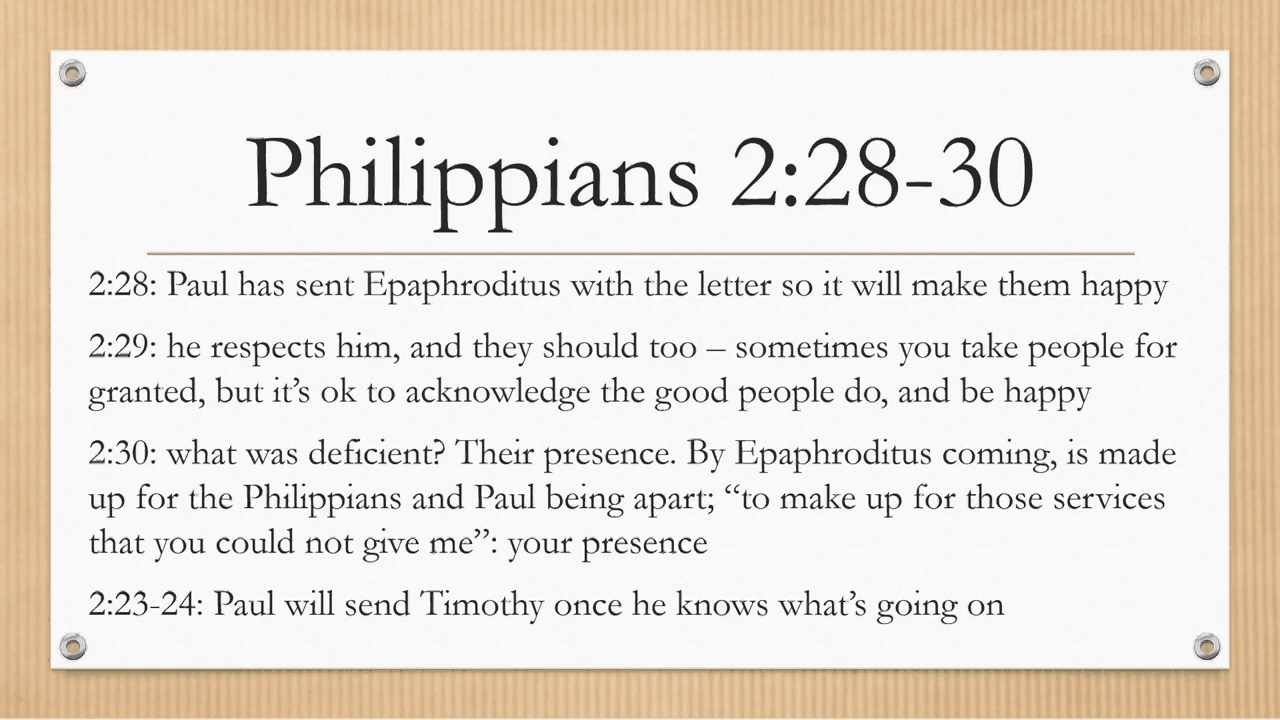 Philippians 2:28-30
2:28: Paul has sent Epaphroditus with the letter so it will make them happy
2:29: he respects him, and they should too – sometimes you take people for
granted, but it’s ok to acknowledge the good people do, and be happy
2:30: what was deficient? Their presence. By Epaphroditus coming, is made
up for the Philippians and Paul being apart; “to make up for those services
that you could not give me”: your presence
2:23-24: Paul will send Timothy once he knows what’s going on